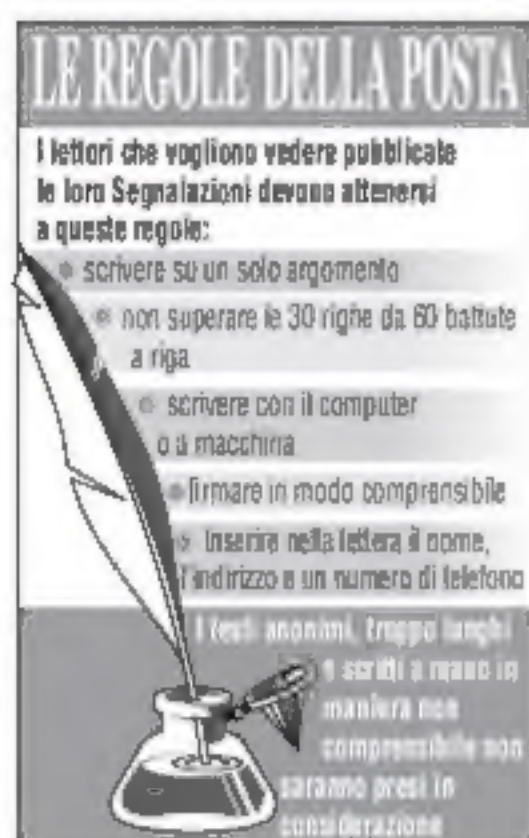 LE REGOLE DELLA POSTA
I lettori che vogliono vedere pubblicate
le loro Segnalazioni devono attenersi
a queste regole:
scrivere su un solo argomento
non superare le 30 righe da 60 battute
a riga
scrivere con il computer
o a macchina
firmare in modo comprensibile
inserire nella lettera il nome,
l'indirizzo e un numero di telefono
I testi anonimi, troppo lunghi
e scritti a mano in
maniera non
comprensibile non
saranno presi in
considerazione